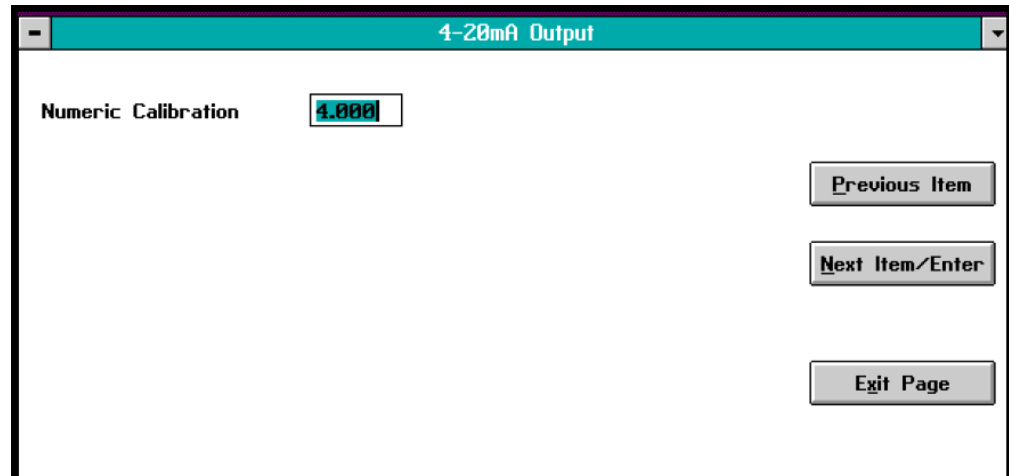 4-20mA Output
Numeric Calibration 4.000
Previous Item
Next Item/Enter
Exit Page